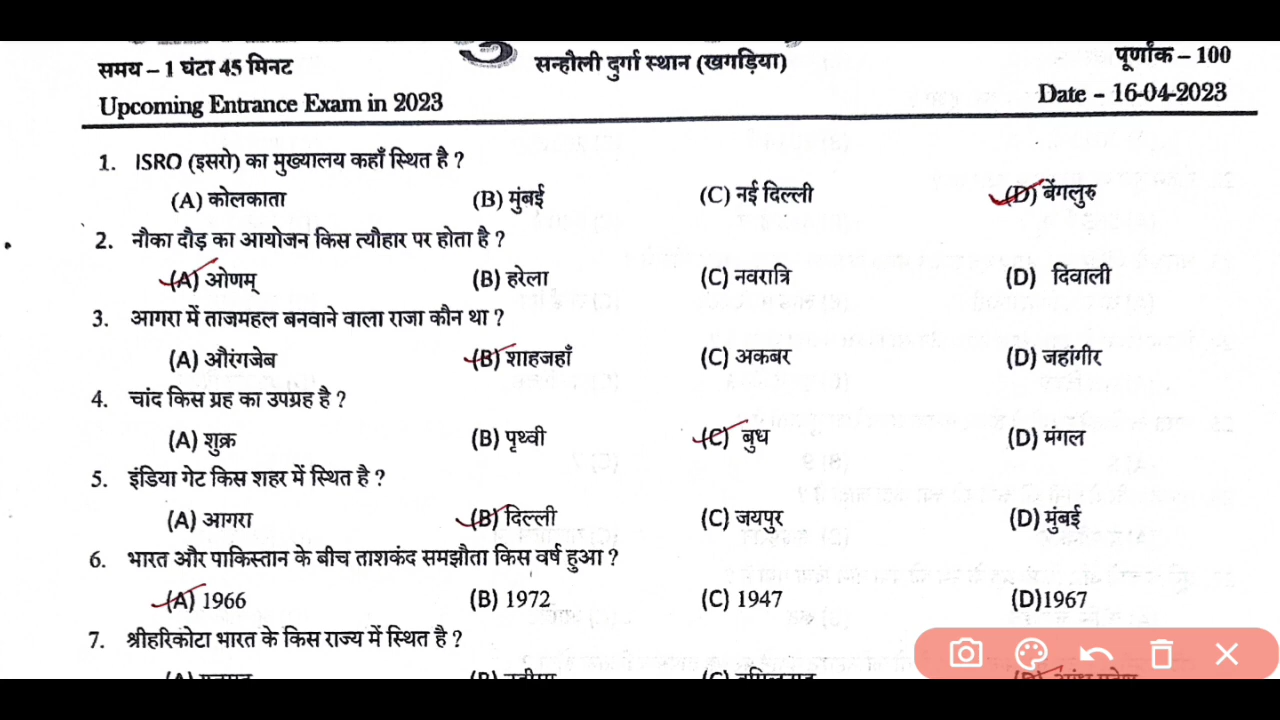 समय – 1 घंटा 45 मिनट
सन्हौली दुर्गा स्थान (खगड़िया)
पूर्णांक – 100
Upcoming Entrance Exam in 2023
Date – 16-04-2023
1. ISRO (इसरो) का मुख्यालय कहाँ स्थित है ?
(A) कोलकाता (B) मुंबई (C) नई दिल्ली (D) बेंगलुरु
2. नौका दौड़ का आयोजन किस त्यौहार पर होता है ?
(A) ओणम् (B) हरेला (C) नवरात्रि (D) दिवाली
3. आगरा में ताजमहल बनवाने वाला राजा कौन था ?
(A) औरंगजेब (B) शाहजहाँ (C) अकबर (D) जहांगीर
4. चांद किस ग्रह का उपग्रह है ?
(A) शुक्र (B) पृथ्वी (C) बुध (D) मंगल
5. इंडिया गेट किस शहर में स्थित है ?
(A) आगरा (B) दिल्ली (C) जयपुर (D) मुंबई
6. भारत और पाकिस्तान के बीच ताशकंद समझौता किस वर्ष हुआ ?
(A) 1966 (B) 1972 (C) 1947 (D)1967
7. श्रीहरिकोटा भारत के किस राज्य में स्थित है ?